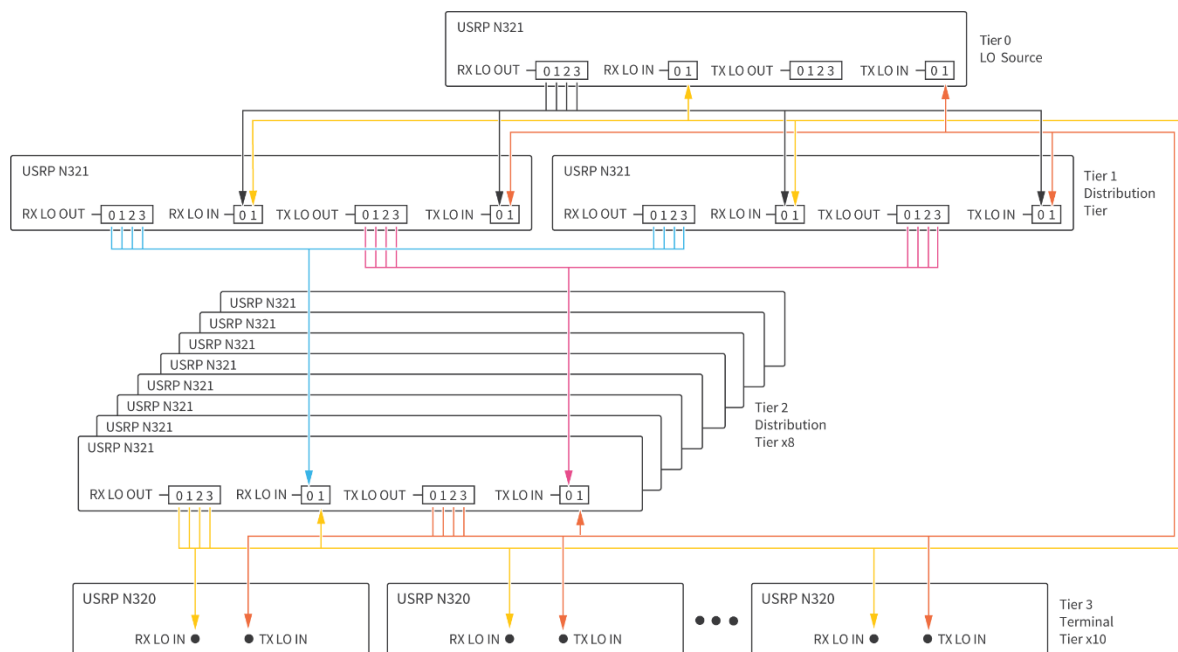 USRP N321
Tier 0
LO Source
RX LO OUT 0 1 2 3 RX LO IN 0 1 TX LO OUT 0 1 2 3 TX LO IN 0 1
USRP N321
USRP N321
Tier 1
Distribution
Tier
RX LO OUT 0 1 2 3 RX LO IN 0 1 TX LO OUT 0 1 2 3 TX LO IN 0 1
RX LO OUT 0 1 2 3 RX LO IN 0 1 TX LO OUT 0 1 2 3 TX LO IN 0 1
USRP N321
USRP N321
USRP N321
USRP N321
USRP N321
USRP N321
USRP N321
USRP N321
Tier 2
Distribution
Tier x8
RX LO OUT 0 1 2 3 RX LO IN 0 1 TX LO OUT 0 1 2 3 TX LO IN 0 1
USRP N320
RX LO IN TX LO IN
USRP N320
RX LO IN TX LO IN
USRP N320
RX LO IN TX LO IN
Tier 3
Terminal
Tier x10